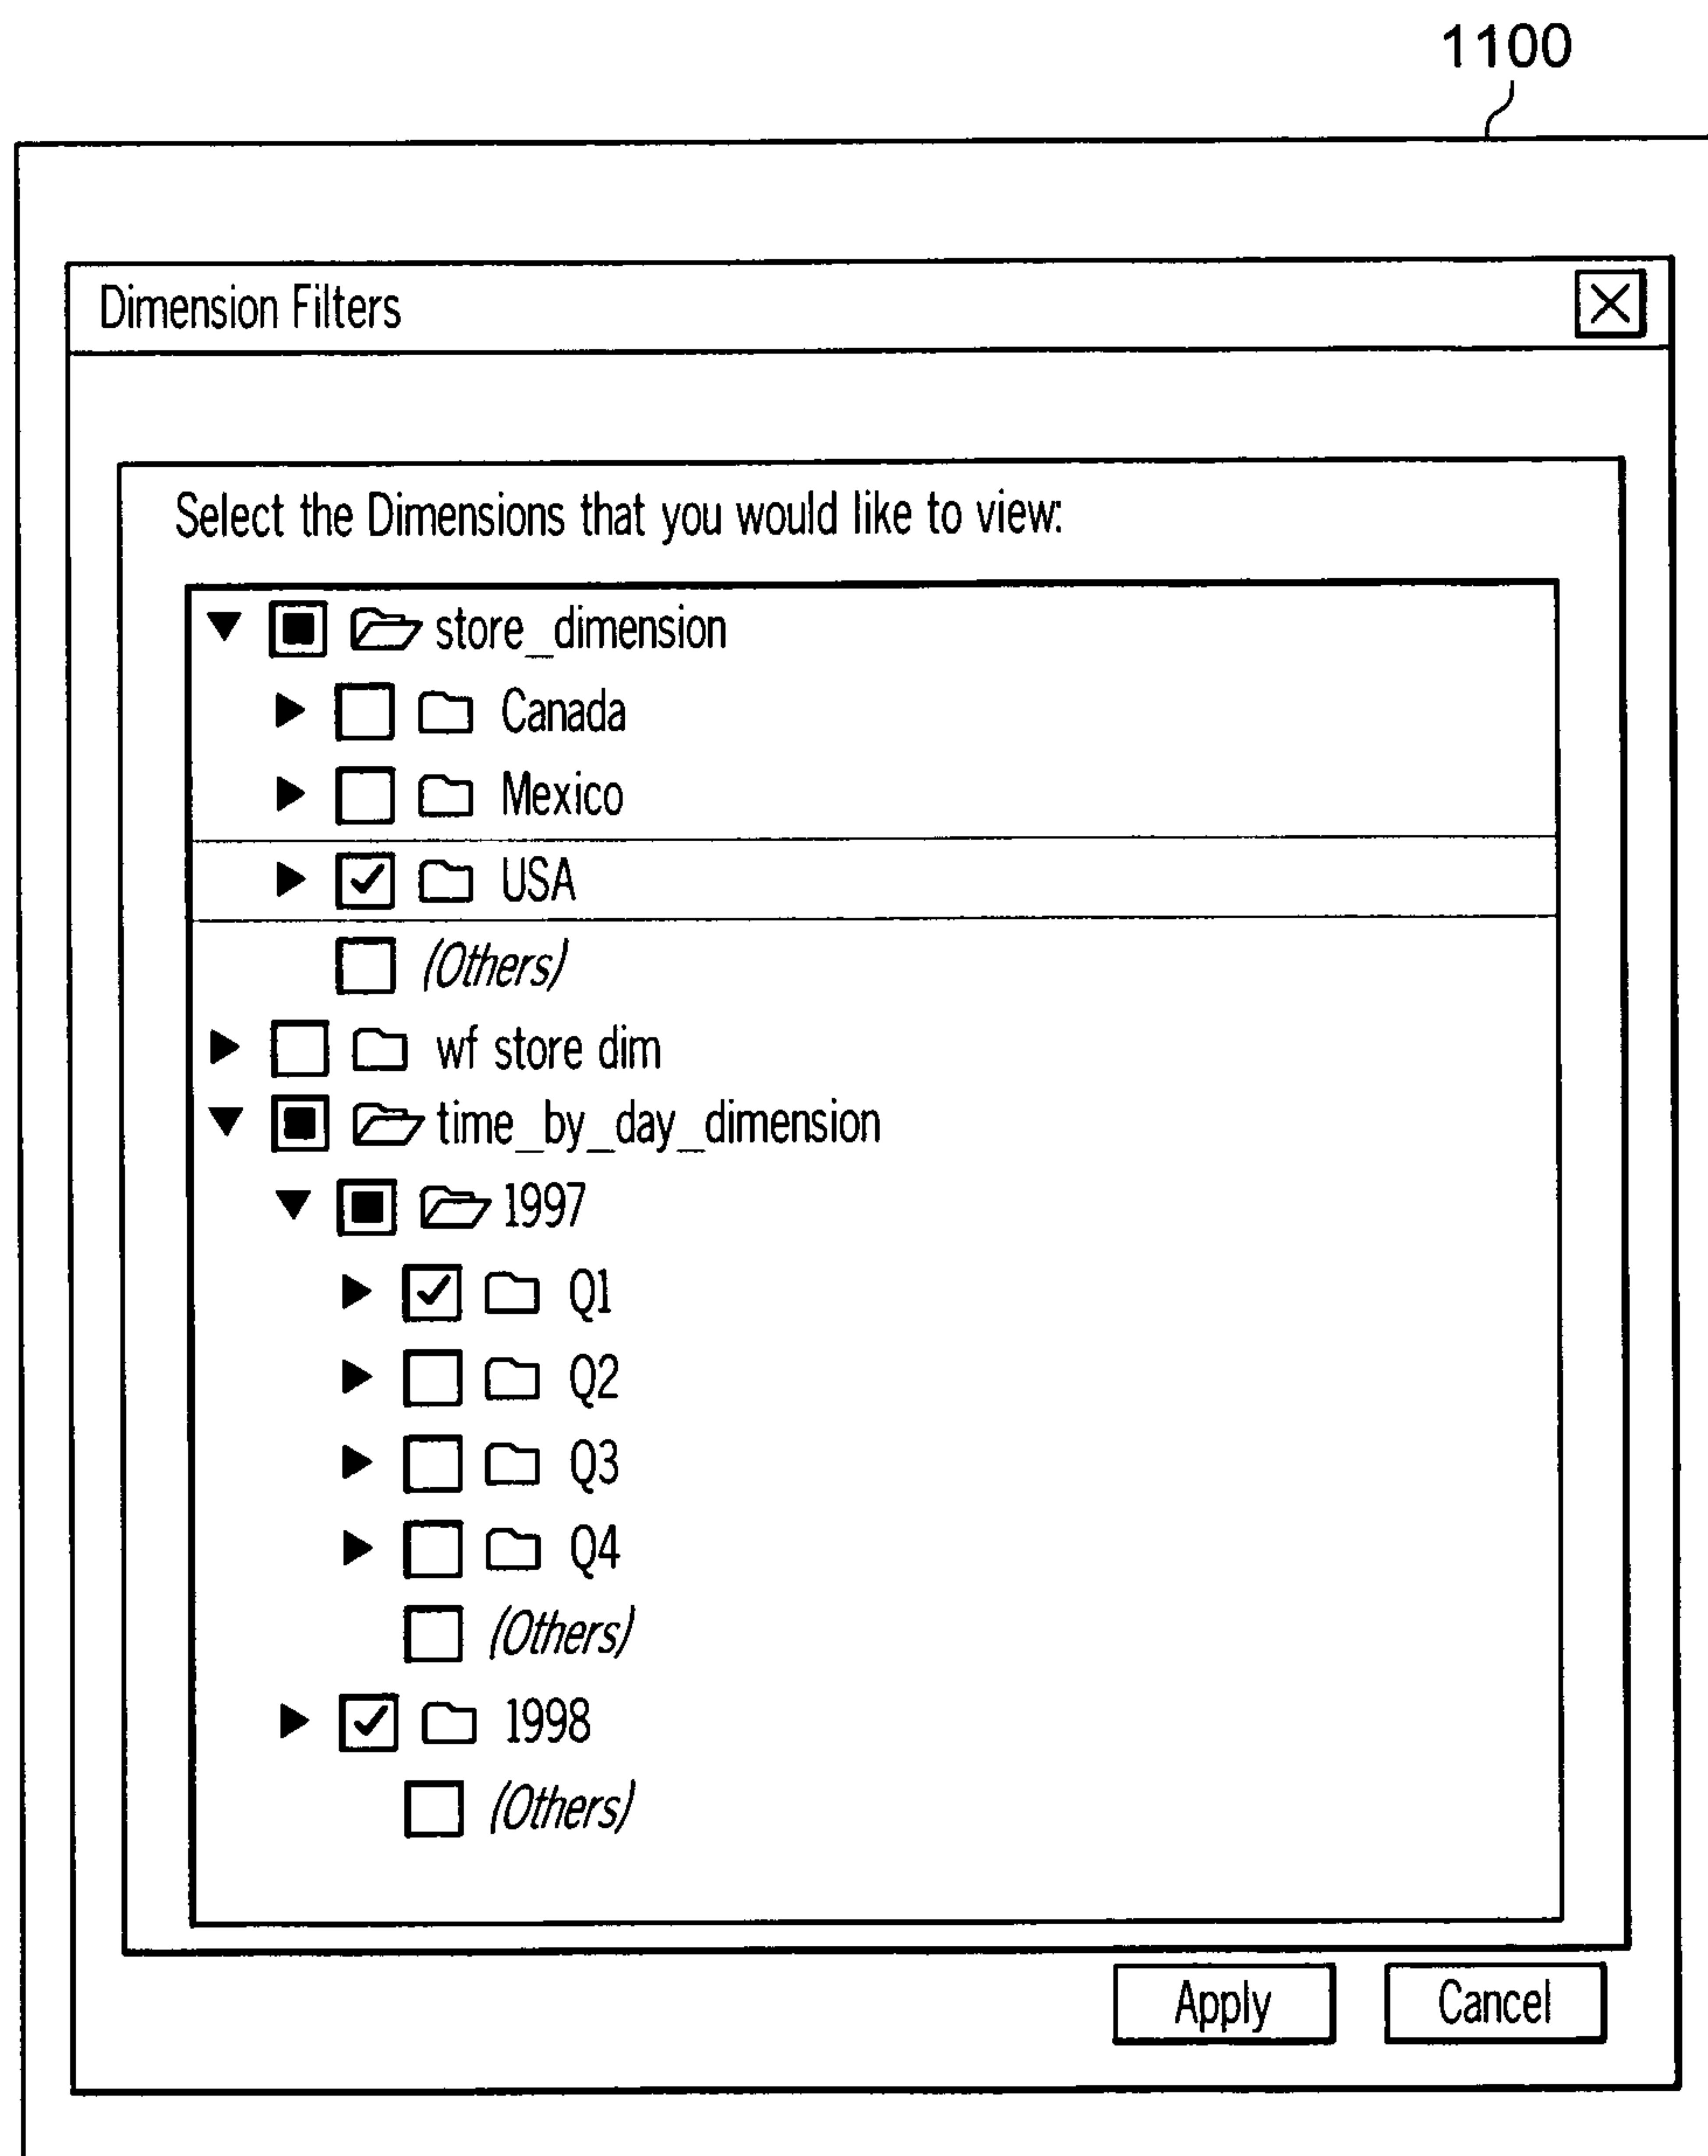 1100
Dimension Filters
Select the Dimensions that you would like to view:
store_dimension
Canada
Mexico
USA
(Others)
wf store dim
time_by_day_dimension
1997
Q1
Q2
Q3
Q4
(Others)
1998
(Others)
Apply Cancel